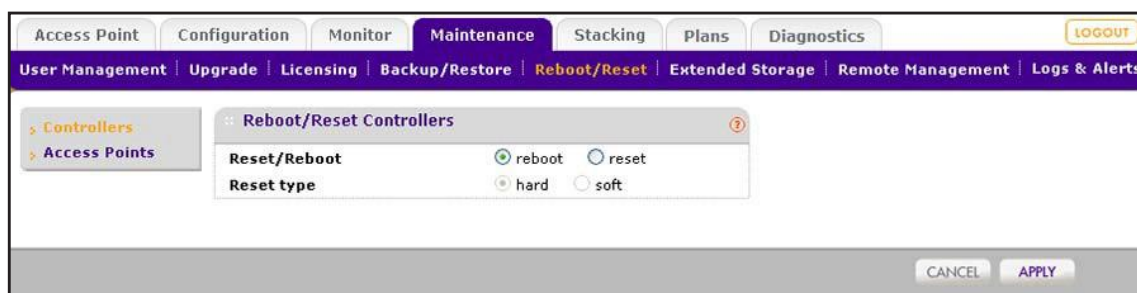 Access Point Configuration Monitor Maintenance Stacking Plans Diagnostics LOGOUT
User Management Upgrade Licensing Backup/Restore Reboot/Reset Extended Storage Remote Management Logs & Alerts
Controllers
Access Points
:: Reboot/Reset Controllers ?
Reset/Reboot reboot reset
Reset type hard soft
CANCEL APPLY